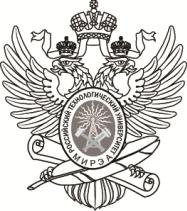 РОССИЙСКИЙ ТЕХНОЛОГИЧЕСКИЙ УНИВЕРСИТЕТ
МИРЭА